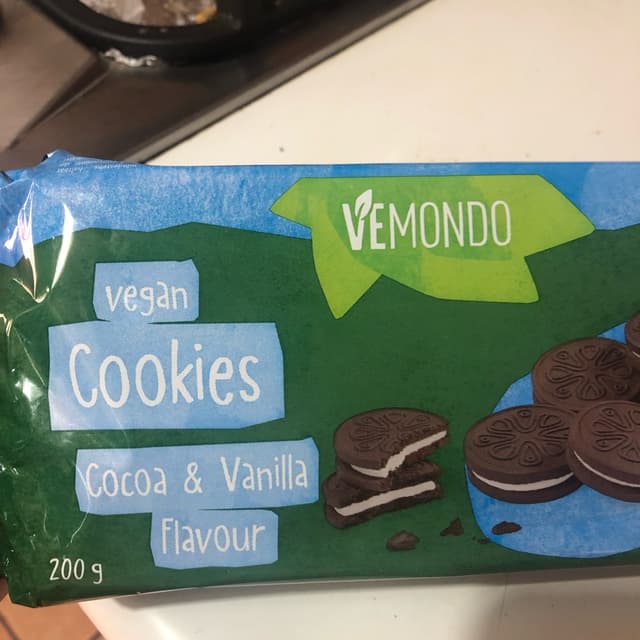 VEMONDO
vegan
Cookies
Cocoa & Vanilla
Flavour
200 g